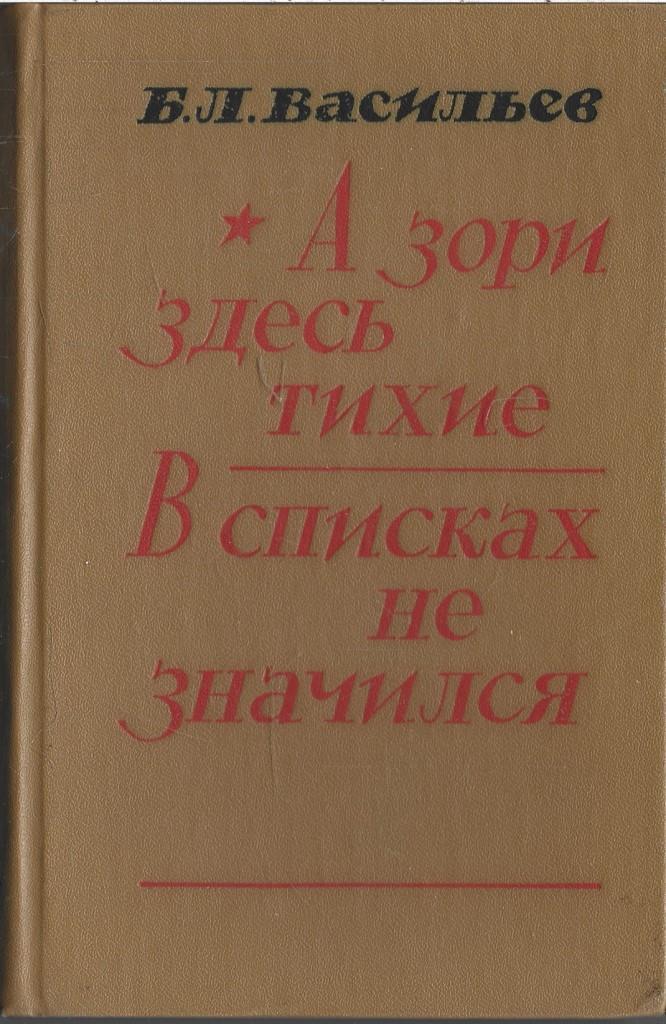 Б.Л.Васильев
А зори
здесь
тихие
В списках
не
значился